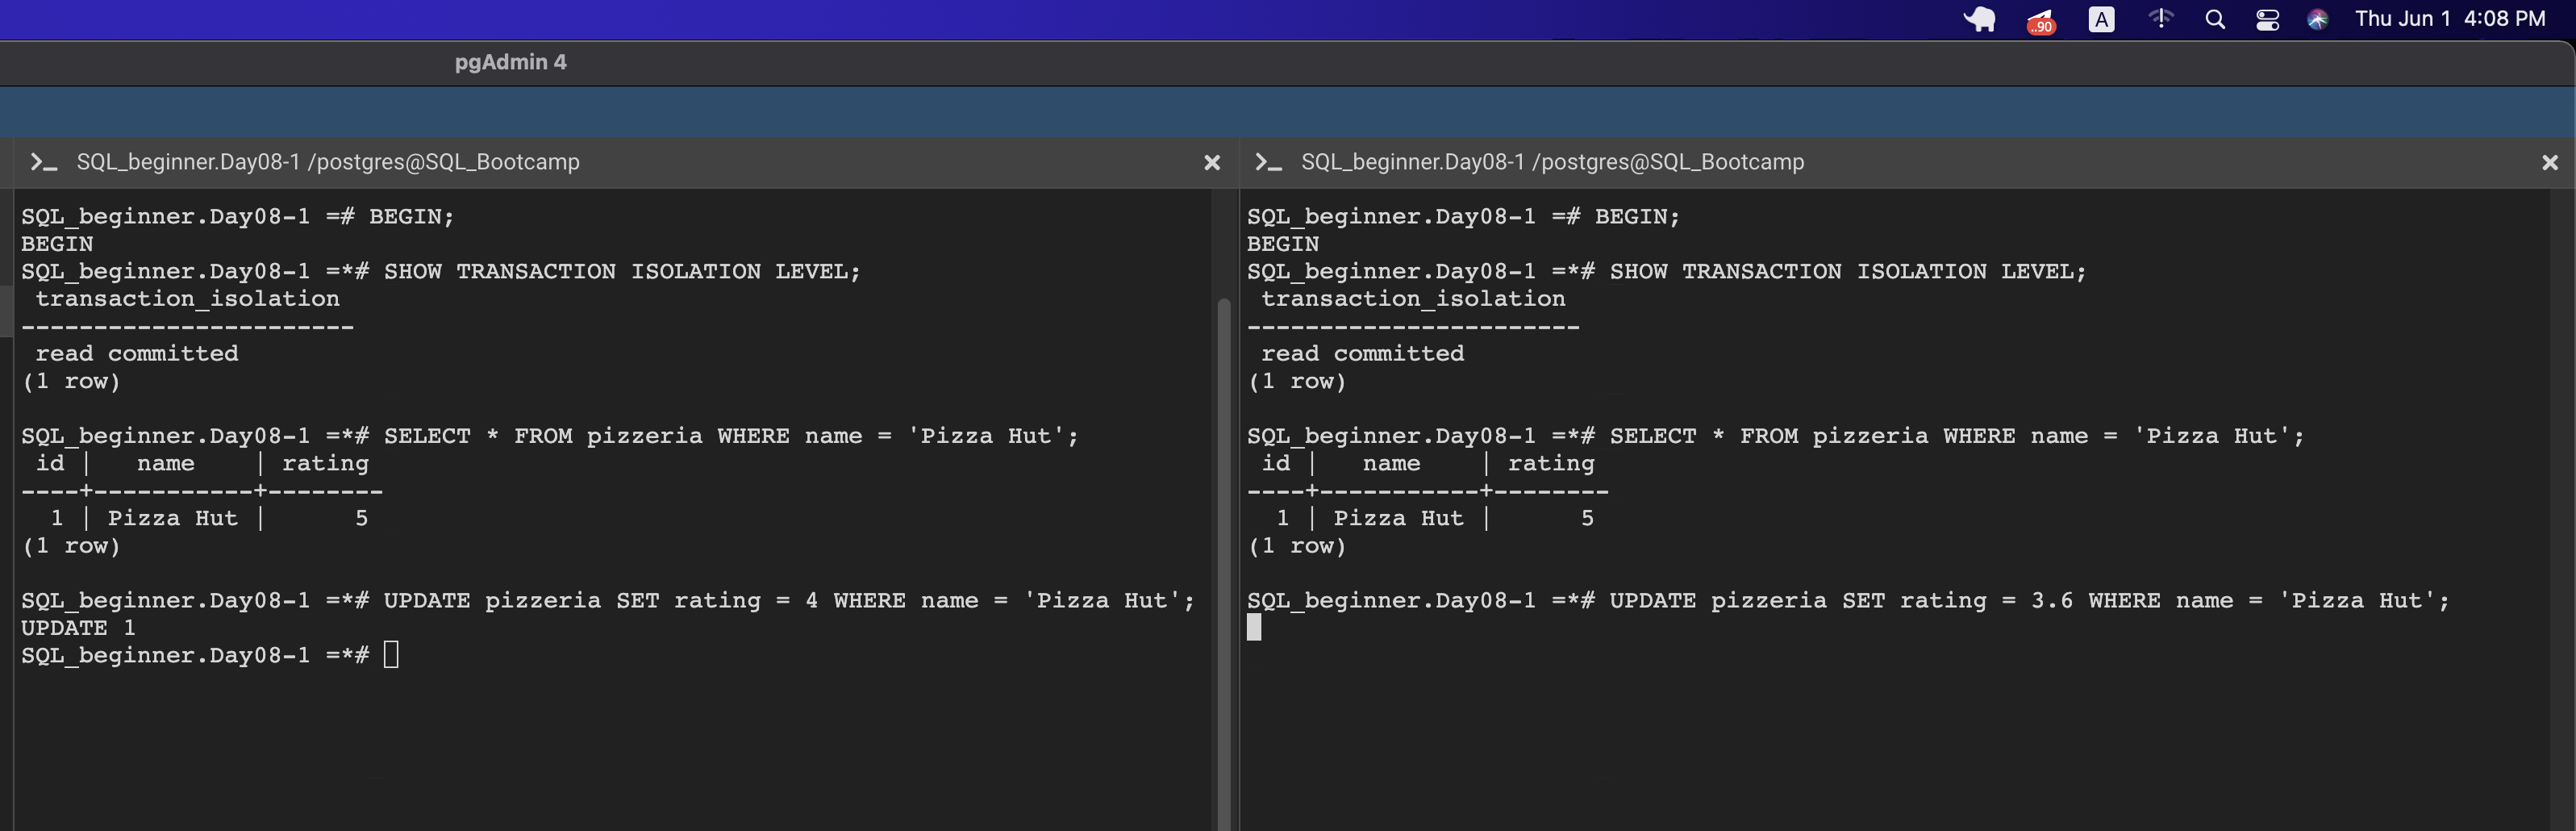 ..90
A
Thu Jun 1 4:08 PM
pgAdmin 4
SQL_beginner.Day08-1 /postgres@SQL_Bootcamp
SQL_beginner.Day08-1 =# BEGIN;
BEGIN
SQL_beginner.Day08-1 =*# SHOW TRANSACTION ISOLATION LEVEL;
 transaction_isolation
-----------------------
 read committed
(1 row)

SQL_beginner.Day08-1 =*# SELECT * FROM pizzeria WHERE name = 'Pizza Hut';
 id |   name    | rating
----+-----------+--------
  1 | Pizza Hut |      5
(1 row)

SQL_beginner.Day08-1 =*# UPDATE pizzeria SET rating = 4 WHERE name = 'Pizza Hut';
UPDATE 1
SQL_beginner.Day08-1 =*#
SQL_beginner.Day08-1 /postgres@SQL_Bootcamp
SQL_beginner.Day08-1 =# BEGIN;
BEGIN
SQL_beginner.Day08-1 =*# SHOW TRANSACTION ISOLATION LEVEL;
 transaction_isolation
-----------------------
 read committed
(1 row)

SQL_beginner.Day08-1 =*# SELECT * FROM pizzeria WHERE name = 'Pizza Hut';
 id |   name    | rating
----+-----------+--------
  1 | Pizza Hut |      5
(1 row)

SQL_beginner.Day08-1 =*# UPDATE pizzeria SET rating = 3.6 WHERE name = 'Pizza Hut';